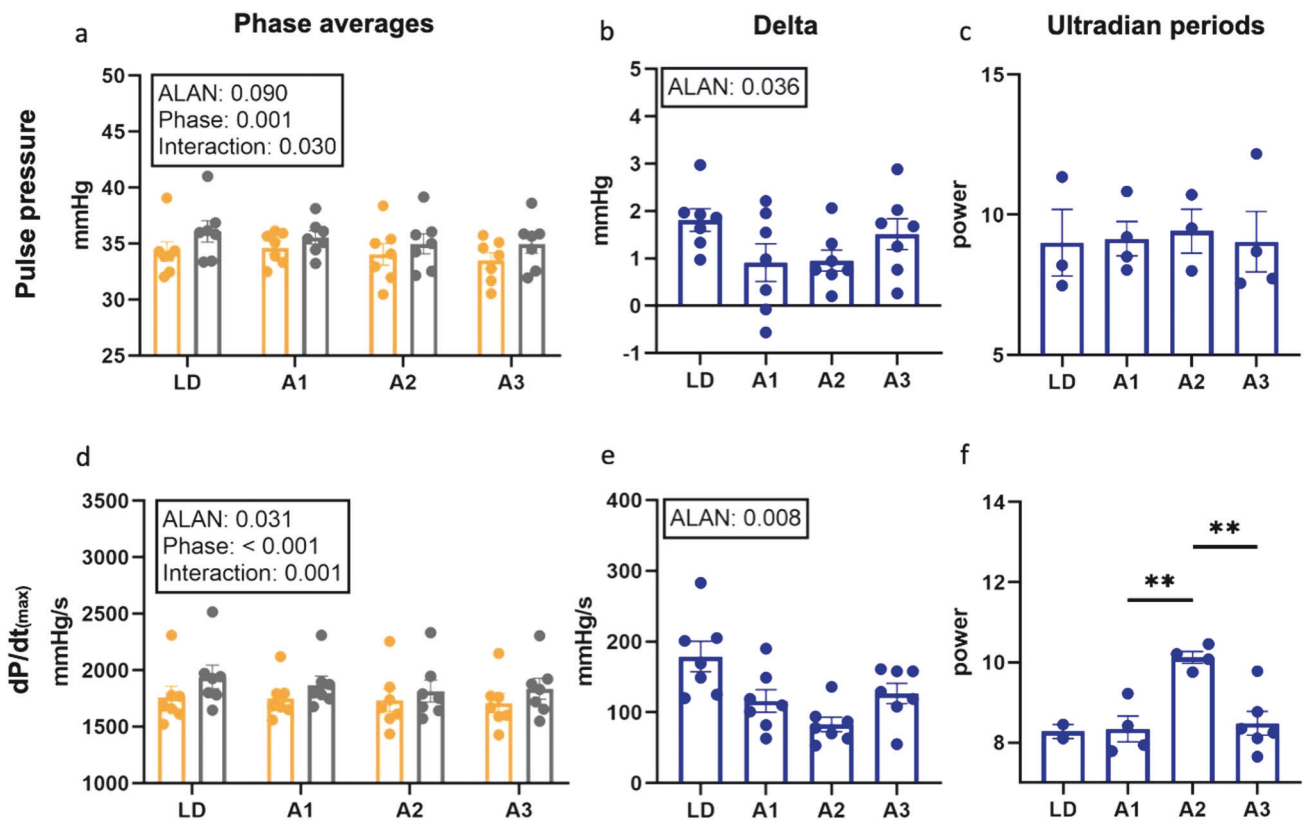 Phase averages
Delta
Ultradian periods
a
b
c
Pulse pressure
mmHg
50
45
40
35
30
25
ALAN: 0.090
Phase: 0.001
Interaction: 0.030
LD A1 A2 A3
mmHg
5
4
3
2
1
0
-1
ALAN: 0.036
LD A1 A2 A3
power
15
10
5
LD A1 A2 A3
d
e
f
dP/dt(max)
mmHg/s
3500
3000
2500
2000
1500
1000
ALAN: 0.031
Phase: < 0.001
Interaction: 0.001
LD A1 A2 A3
mmHg/s
400
300
200
100
0
ALAN: 0.008
LD A1 A2 A3
power
14
12
10
8
**
**
LD A1 A2 A3